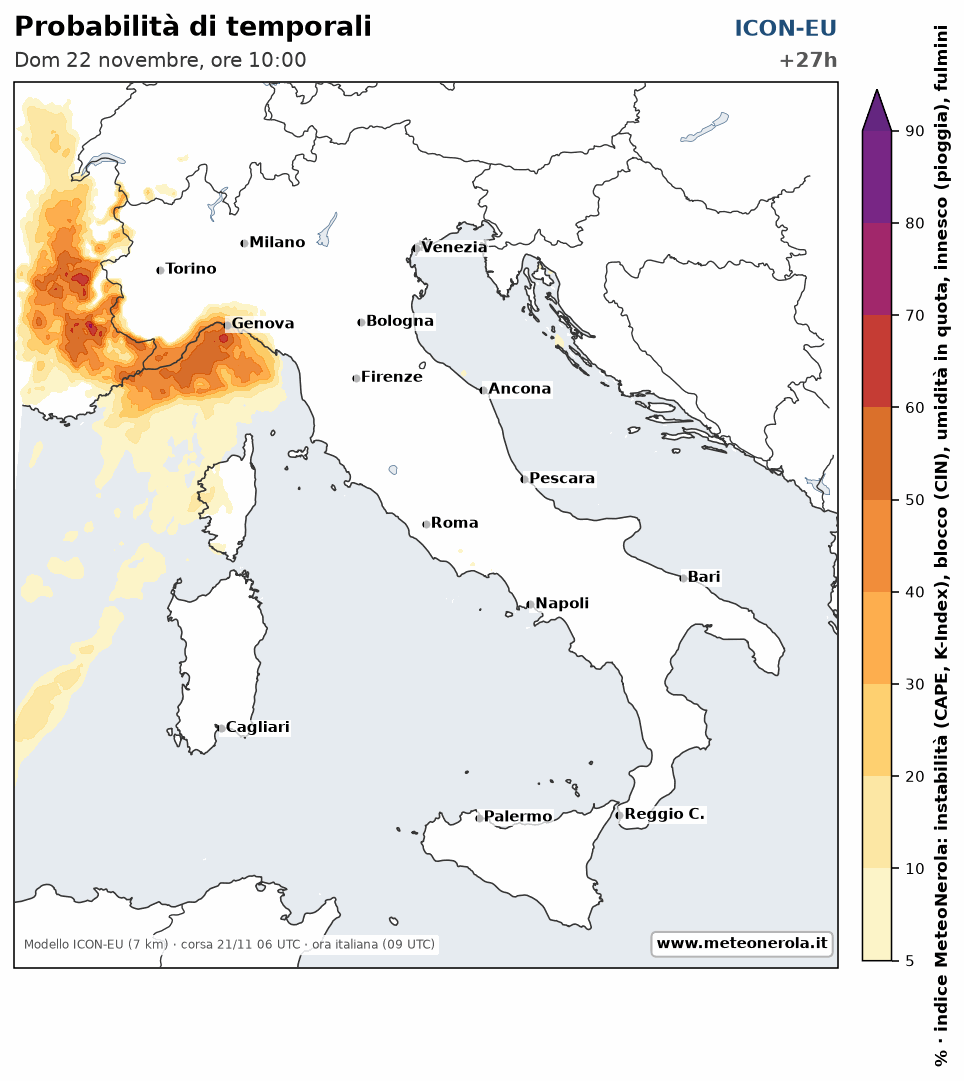 Probabilità di temporali
ICON-EU
Dom 22 novembre, ore 10:00
+27h
Milano
Venezia
Torino
Genova
Bologna
Firenze
Ancona
Pescara
Roma
Bari
Napoli
Cagliari
Palermo
Reggio C.
Modello ICON-EU (7 km) · corsa 21/11 06 UTC · ora italiana (09 UTC)
www.meteonerola.it
90
80
70
60
50
40
30
20
10
5
% · indice MeteoNerola: instabilità (CAPE, K-Index), blocco (CIN), umidità in quota, innesco (pioggia), fulmini